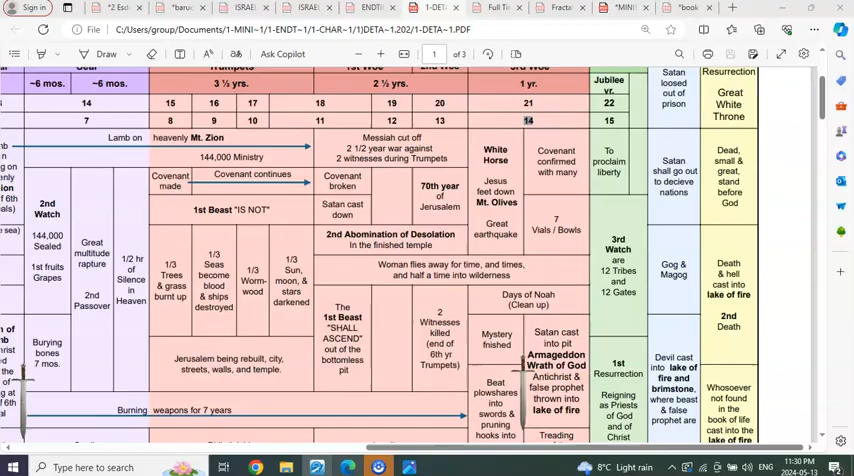 Sign in
*2 Esd
*baruc
ISRAEL
ISRAEL
ENDTIN
1-DETA
Full Tim
Fractal
*MINIS
*book
File
C:/Users/group/Documents/1-MINI~1/ENDT~1/1-CHAR~1/1)DETA~1.202/1-DETA~1.PDF
Draw
Ask Copilot
1 of 3
Trumpets
1st Woe
2nd Woe
3rd Woe
~6 mos.
~6 mos.
3 ½ yrs.
2 ½ yrs.
1 yr.
Jubilee
yr.
14
15
16
17
18
19
20
21
22
7
8
9
10
11
12
13
14
15
Lamb on heavenly Mt. Zion
144,000 Ministry
Messiah cut off
2 1/2 year war against
2 witnesses during Trumpets
Covenant
made
Covenant continues
Covenant
broken
Satan cast
down
70th year
of
Jerusalem
1st Beast "IS NOT"
White
Horse
Jesus
feet down
Mt. Olives
Great
earthquake
Covenant
confirmed
with many
7
Vials / Bowls
To
proclaim
liberty
2nd
Watch
144,000
Sealed
1st fruits
Grapes
Great
multitude
rapture
2nd
Passover
1/2 hr
of
Silence
in
Heaven
1/3
Trees
& grass
burnt up
1/3
Seas
become
blood
& ships
destroyed
1/3
Worm-
wood
1/3
Sun,
moon, &
stars
darkened
2nd Abomination of Desolation
In the finished temple
Woman flies away for time, and times,
and half a time into wilderness
The
1st Beast
"SHALL
ASCEND"
out of the
bottomless
pit
2
Witnesses
killed
(end of
6th yr
Trumpets)
Days of Noah
(Clean up)
Mystery
fnished
Satan cast
into pit
Armageddon
Wrath of God
Antichrist &
false prophet
thrown into
lake of fire
Beat
plowshares
into
swords &
pruning
hooks into
Treading
Burying
bones
7 mos.
Jerusalem being rebuilt, city,
streets, walls, and temple.
Burning weapons for 7 years
3rd
Watch
are
12 Tribes
and
12 Gates
1st
Resurrection
Reigning
as Priests
of God
and of
Christ
Satan
loosed
out of
prison
Satan
shall go out
to decieve
nations
Gog &
Magog
Devil cast
into lake
of fire and
brimstone,
where beast
& false
prophet are
Resurrection
Great
White
Throne
Dead,
small &
great,
stand
before
God
Death
& hell
cast into
lake of fire
2nd
Death
Whosoever
not found
in the
book of life
cast into the
lake of fire
Type here to search
8°C Light rain
ENG
11:30 PM
2024-05-13